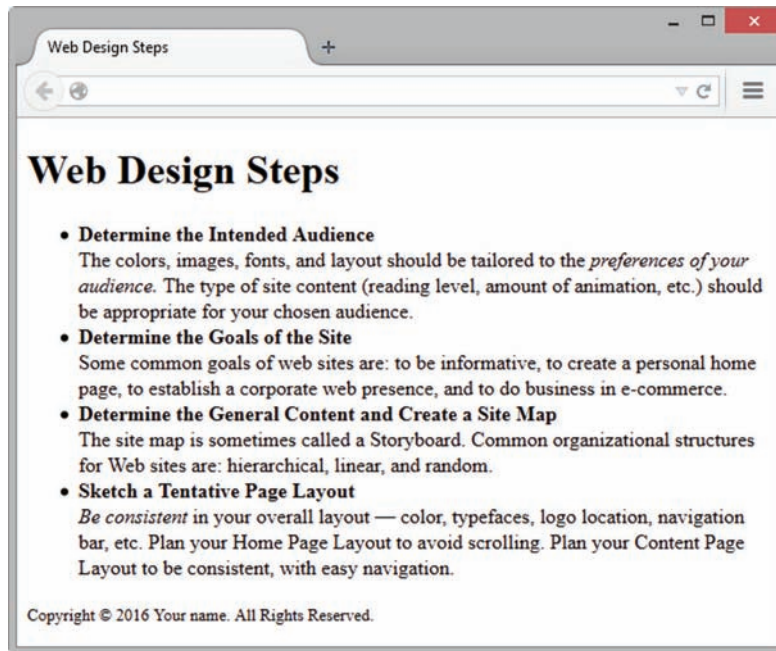 Web Design Steps
Web Design Steps
• Determine the Intended Audience
The colors, images, fonts, and layout should be tailored to the preferences of your
audience. The type of site content (reading level, amount of animation, etc.) should
be appropriate for your chosen audience.
• Determine the Goals of the Site
Some common goals of web sites are: to be informative, to create a personal home
page, to establish a corporate web presence, and to do business in e-commerce.
• Determine the General Content and Create a Site Map
The site map is sometimes called a Storyboard. Common organizational structures
for Web sites are: hierarchical, linear, and random.
• Sketch a Tentative Page Layout
Be consistent in your overall layout — color, typefaces, logo location, navigation
bar, etc. Plan your Home Page Layout to avoid scrolling. Plan your Content Page
Layout to be consistent, with easy navigation.
Copyright © 2016 Your name. All Rights Reserved.